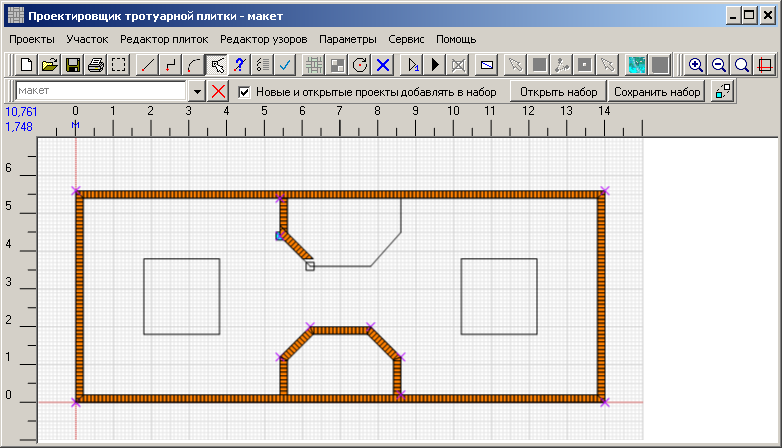 Проектировщик тротуарной плитки - макет
Проекты Участок Редактор плиток Редактор узоров Параметры Сервис Помощь
макет Новые и открытые проекты добавлять в набор Открыть набор Сохранить набор
10,761 0 1 2 3 4 5 6 7 8 9 10 11 12 13 14
1,748 м
6
5
4
3
2
1
0